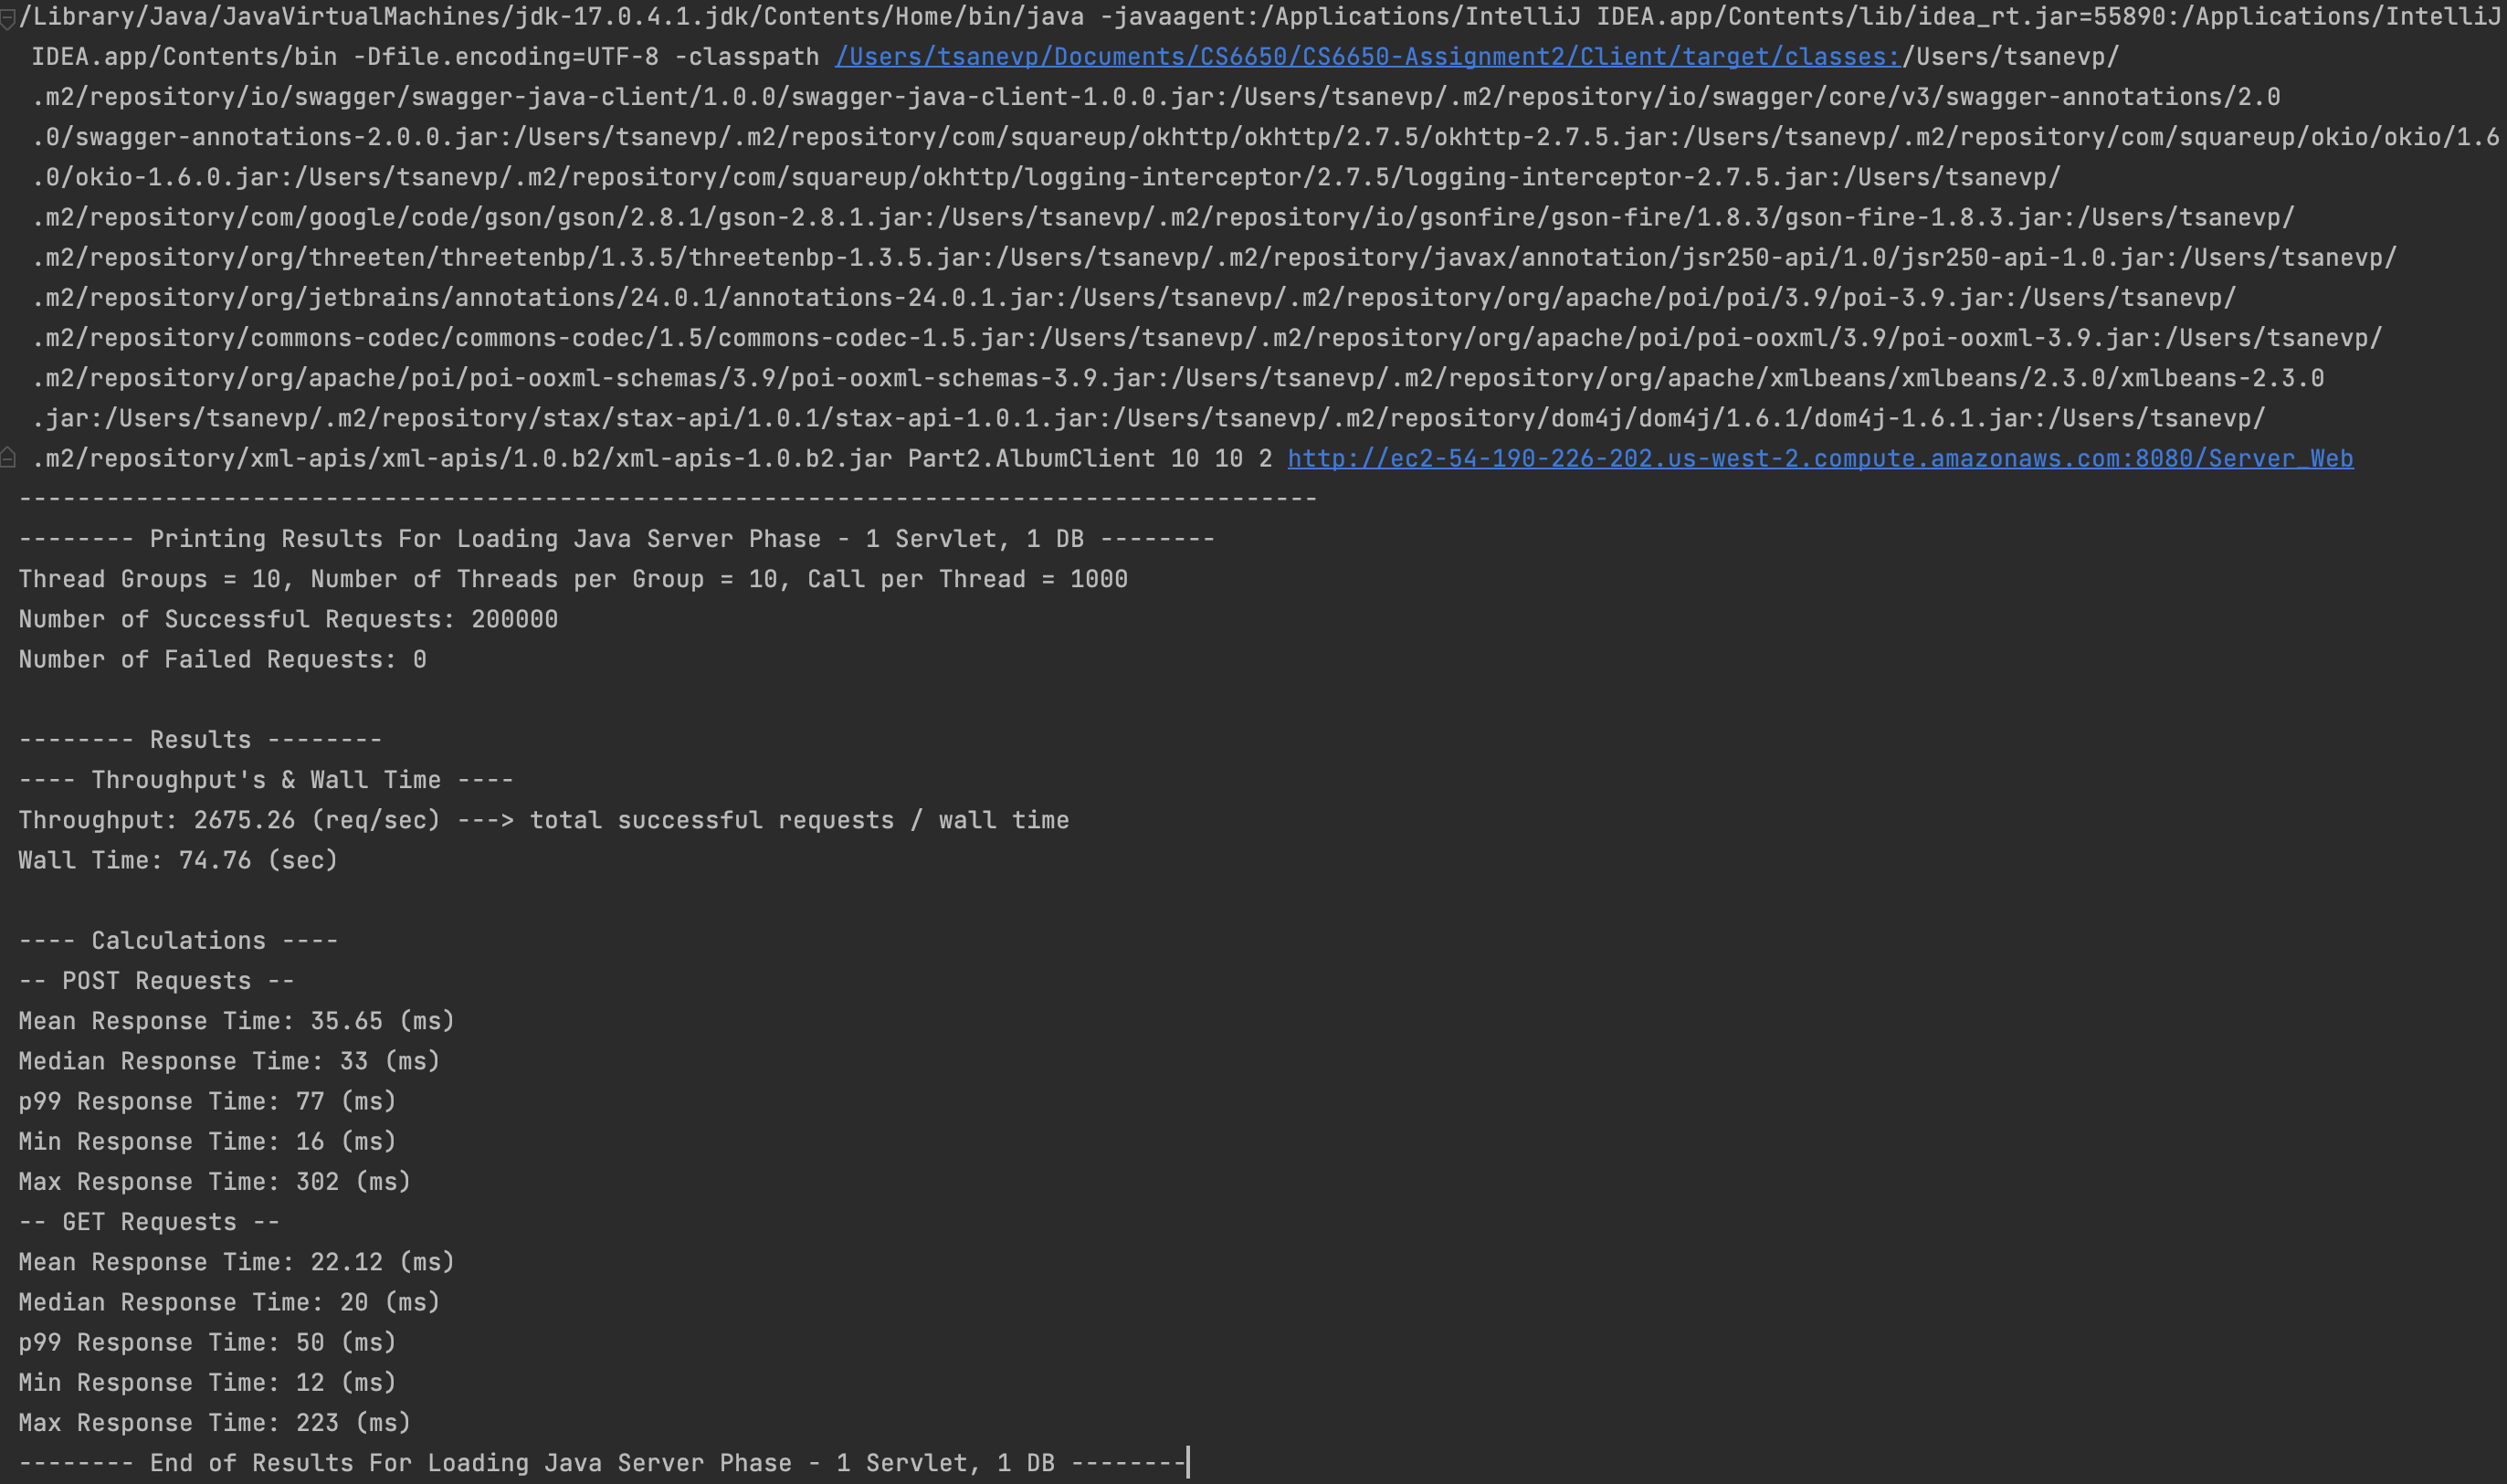 /Library/Java/JavaVirtualMachines/jdk-17.0.4.1.jdk/Contents/Home/bin/java -javaagent:/Applications/IntelliJ IDEA.app/Contents/lib/idea_rt.jar=55890:/Applications/IntelliJ
IDEA.app/Contents/bin -Dfile.encoding=UTF-8 -classpath /Users/tsanevp/Documents/CS6650/CS6650-Assignment2/Client/target/classes:/Users/tsanevp/
.m2/repository/io/swagger/swagger-java-client/1.0.0/swagger-java-client-1.0.0.jar:/Users/tsanevp/.m2/repository/io/swagger/core/v3/swagger-annotations/2.0
.0/swagger-annotations-2.0.0.jar:/Users/tsanevp/.m2/repository/com/squareup/okhttp/okhttp/2.7.5/okhttp-2.7.5.jar:/Users/tsanevp/.m2/repository/com/squareup/okio/okio/1.6
.0/okio-1.6.0.jar:/Users/tsanevp/.m2/repository/com/squareup/okhttp/logging-interceptor/2.7.5/logging-interceptor-2.7.5.jar:/Users/tsanevp/
.m2/repository/com/google/code/gson/gson/2.8.1/gson-2.8.1.jar:/Users/tsanevp/.m2/repository/io/gsonfire/gson-fire/1.8.3/gson-fire-1.8.3.jar:/Users/tsanevp/
.m2/repository/org/threeten/threetenbp/1.3.5/threetenbp-1.3.5.jar:/Users/tsanevp/.m2/repository/javax/annotation/jsr250-api/1.0/jsr250-api-1.0.jar:/Users/tsanevp/
.m2/repository/org/jetbrains/annotations/24.0.1/annotations-24.0.1.jar:/Users/tsanevp/.m2/repository/org/apache/poi/poi/3.9/poi-3.9.jar:/Users/tsanevp/
.m2/repository/commons-codec/commons-codec/1.5/commons-codec-1.5.jar:/Users/tsanevp/.m2/repository/org/apache/poi/poi-ooxml/3.9/poi-ooxml-3.9.jar:/Users/tsanevp/
.m2/repository/org/apache/poi/poi-ooxml-schemas/3.9/poi-ooxml-schemas-3.9.jar:/Users/tsanevp/.m2/repository/org/apache/xmlbeans/xmlbeans/2.3.0/xmlbeans-2.3.0
.jar:/Users/tsanevp/.m2/repository/stax/stax-api/1.0.1/stax-api-1.0.1.jar:/Users/tsanevp/.m2/repository/dom4j/dom4j/1.6.1/dom4j-1.6.1.jar:/Users/tsanevp/
.m2/repository/xml-apis/xml-apis/1.0.b2/xml-apis-1.0.b2.jar Part2.AlbumClient 10 10 2 http://ec2-54-190-226-202.us-west-2.compute.amazonaws.com:8080/Server_Web
-----------------------------------------------------------------------------------------
-------- Printing Results For Loading Java Server Phase - 1 Servlet, 1 DB --------
Thread Groups = 10, Number of Threads per Group = 10, Call per Thread = 1000
Number of Successful Requests: 200000
Number of Failed Requests: 0
-------- Results --------
---- Throughput's & Wall Time ----
Throughput: 2675.26 (req/sec) ---> total successful requests / wall time
Wall Time: 74.76 (sec)
---- Calculations ----
-- POST Requests --
Mean Response Time: 35.65 (ms)
Median Response Time: 33 (ms)
p99 Response Time: 77 (ms)
Min Response Time: 16 (ms)
Max Response Time: 302 (ms)
-- GET Requests --
Mean Response Time: 22.12 (ms)
Median Response Time: 20 (ms)
p99 Response Time: 50 (ms)
Min Response Time: 12 (ms)
Max Response Time: 223 (ms)
-------- End of Results For Loading Java Server Phase - 1 Servlet, 1 DB --------